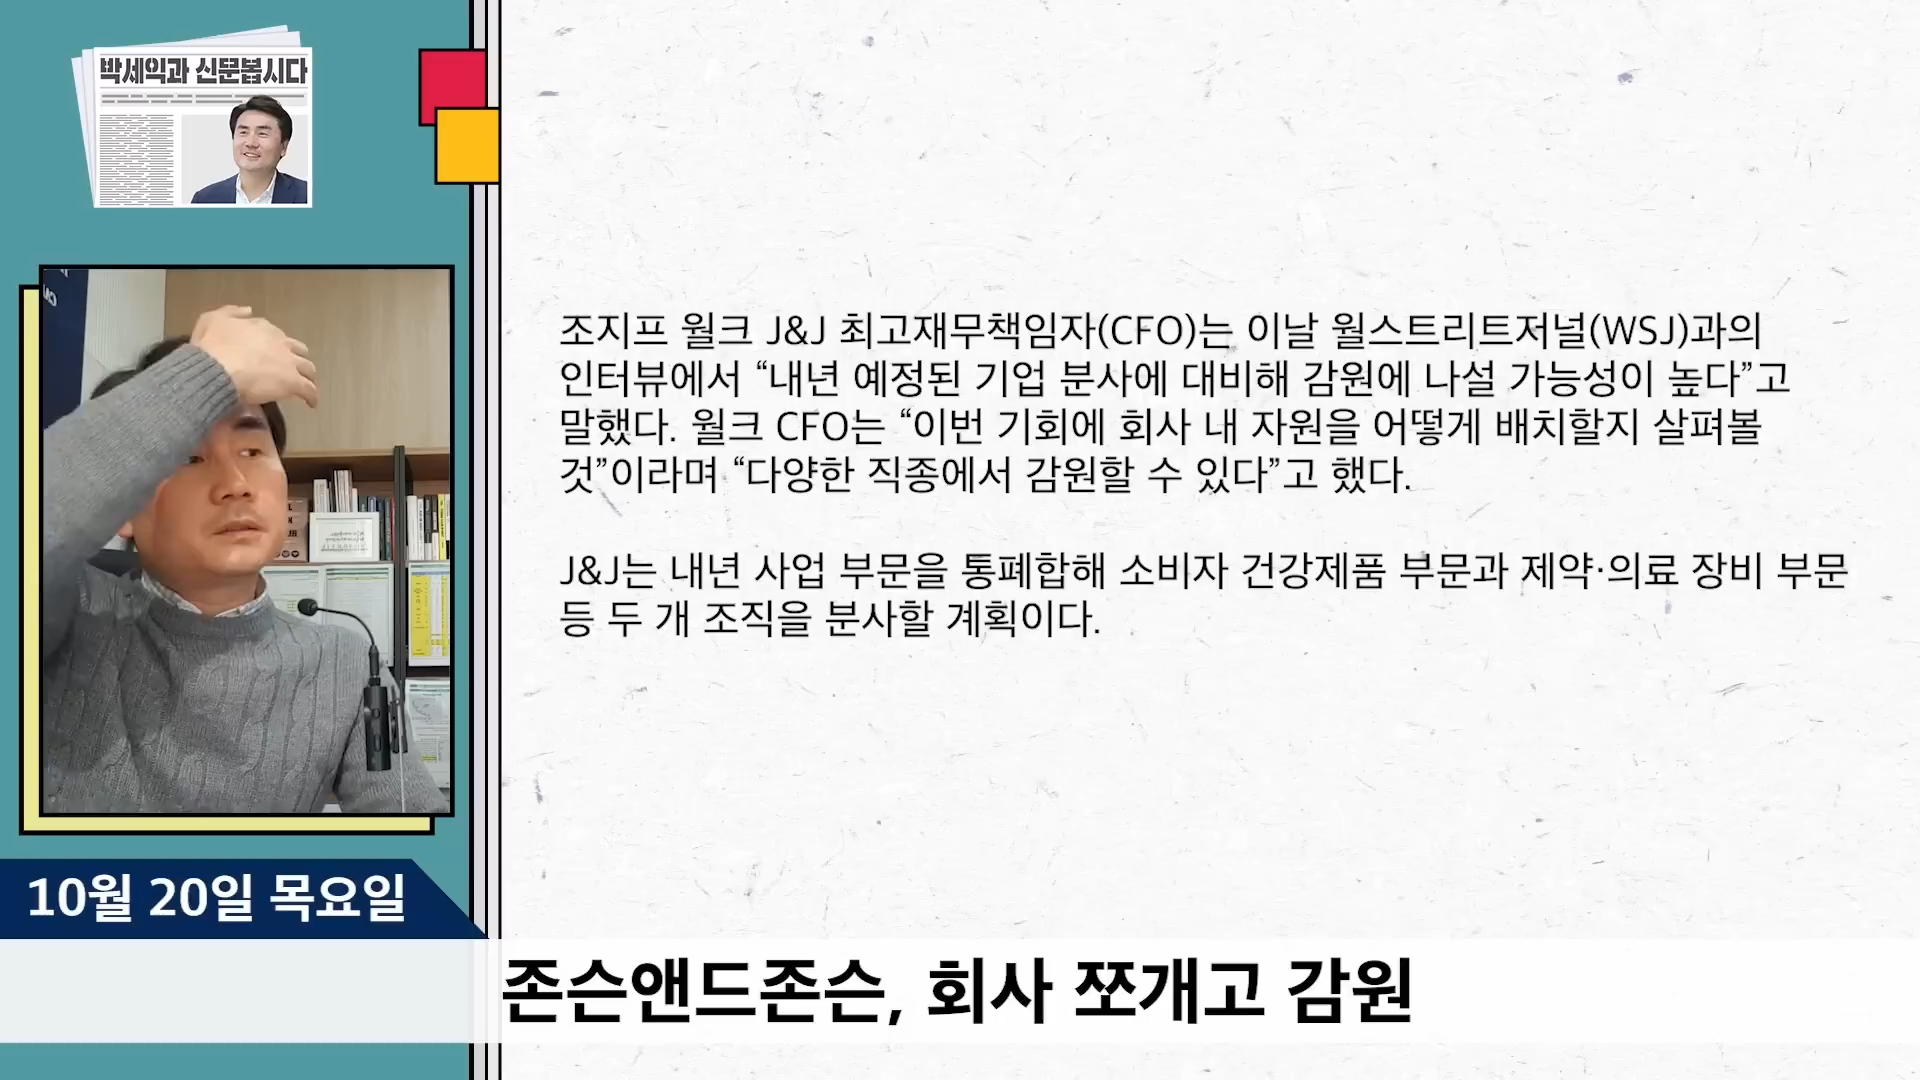 박세익과 신문봅시다
조지프 월크 J&J 최고재무책임자(CFO)는 이날 월스트리트저널(WSJ)과의
인터뷰에서 “내년 예정된 기업 분사에 대비해 감원에 나설 가능성이 높다”고
말했다. 월크 CFO는 “이번 기회에 회사 내 자원을 어떻게 배치할지 살펴볼
것”이라며 “다양한 직종에서 감원할 수 있다”고 했다.
J&J는 내년 사업 부문을 통폐합해 소비자 건강제품 부문과 제약·의료 장비 부문
등 두 개 조직을 분사할 계획이다.
10월 20일 목요일
존슨앤드존슨, 회사 쪼개고 감원